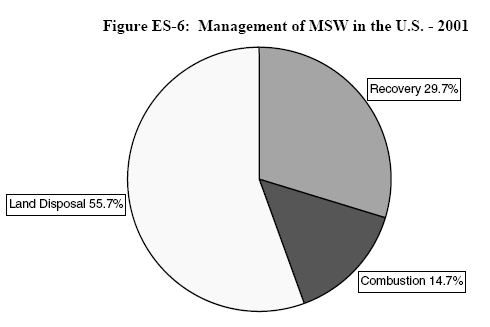 Figure ES-6: Management of MSW in the U.S. - 2001
Recovery 29.7%
Land Disposal 55.7%
Combustion 14.7%